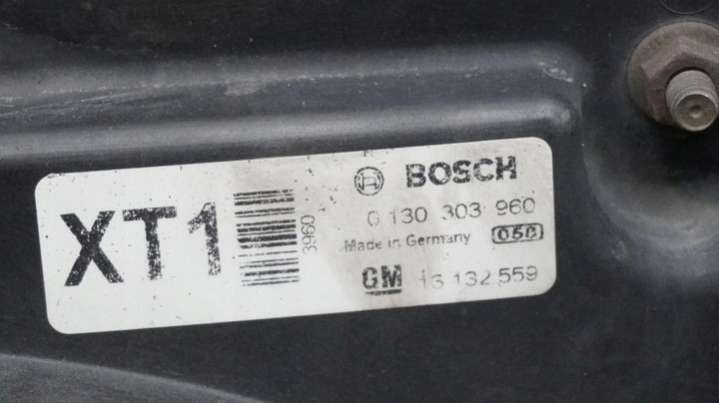 XT1
3960
BOSCH
0 130 303 960
Made in Germany 050
GM 13 132 559